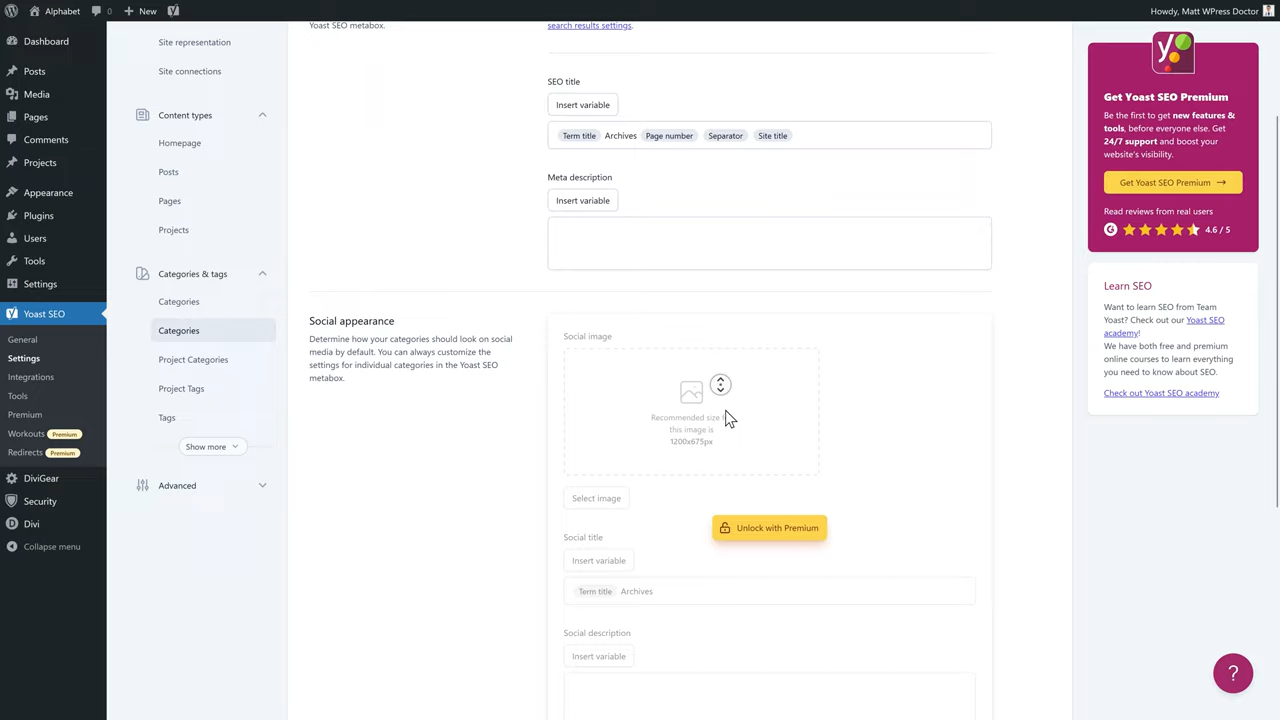 Alphabet
0
New
Howdy, Matt WPress Doctor
Dashboard
Posts
Media
Pages
Comments
Projects
Appearance
Plugins
Users
Tools
Settings
Yoast SEO
General
Settings
Integrations
Tools
Premium
Workouts Premium
Redirects Premium
DiviGear
Security
Divi
Collapse menu
Site representation
Site connections
Content types
Homepage
Posts
Pages
Projects
Categories & tags
Categories
Categories
Project Categories
Project Tags
Tags
Show more
Advanced
Yoast SEO metabox.
search results settings.
SEO title
Insert variable
Term title Archives Page number Separator Site title
Meta description
Insert variable
Social appearance
Determine how your categories should look on social
media by default. You can always customize the
settings for individual categories in the Yoast SEO
metabox.
Social image
Recommended size
this image is
1200x675px
Select image
Unlock with Premium
Social title
Insert variable
Term title Archives
Social description
Insert variable
Get Yoast SEO Premium
Be the first to get new features &
tools, before everyone else. Get
24/7 support and boost your
website's visibility.
Get Yoast SEO Premium →
Read reviews from real users
4.6 / 5
Learn SEO
Want to learn SEO from Team
Yoast? Check out our Yoast SEO
academy!
We have both free and premium
online courses to learn everything
you need to know about SEO.
Check out Yoast SEO academy
?